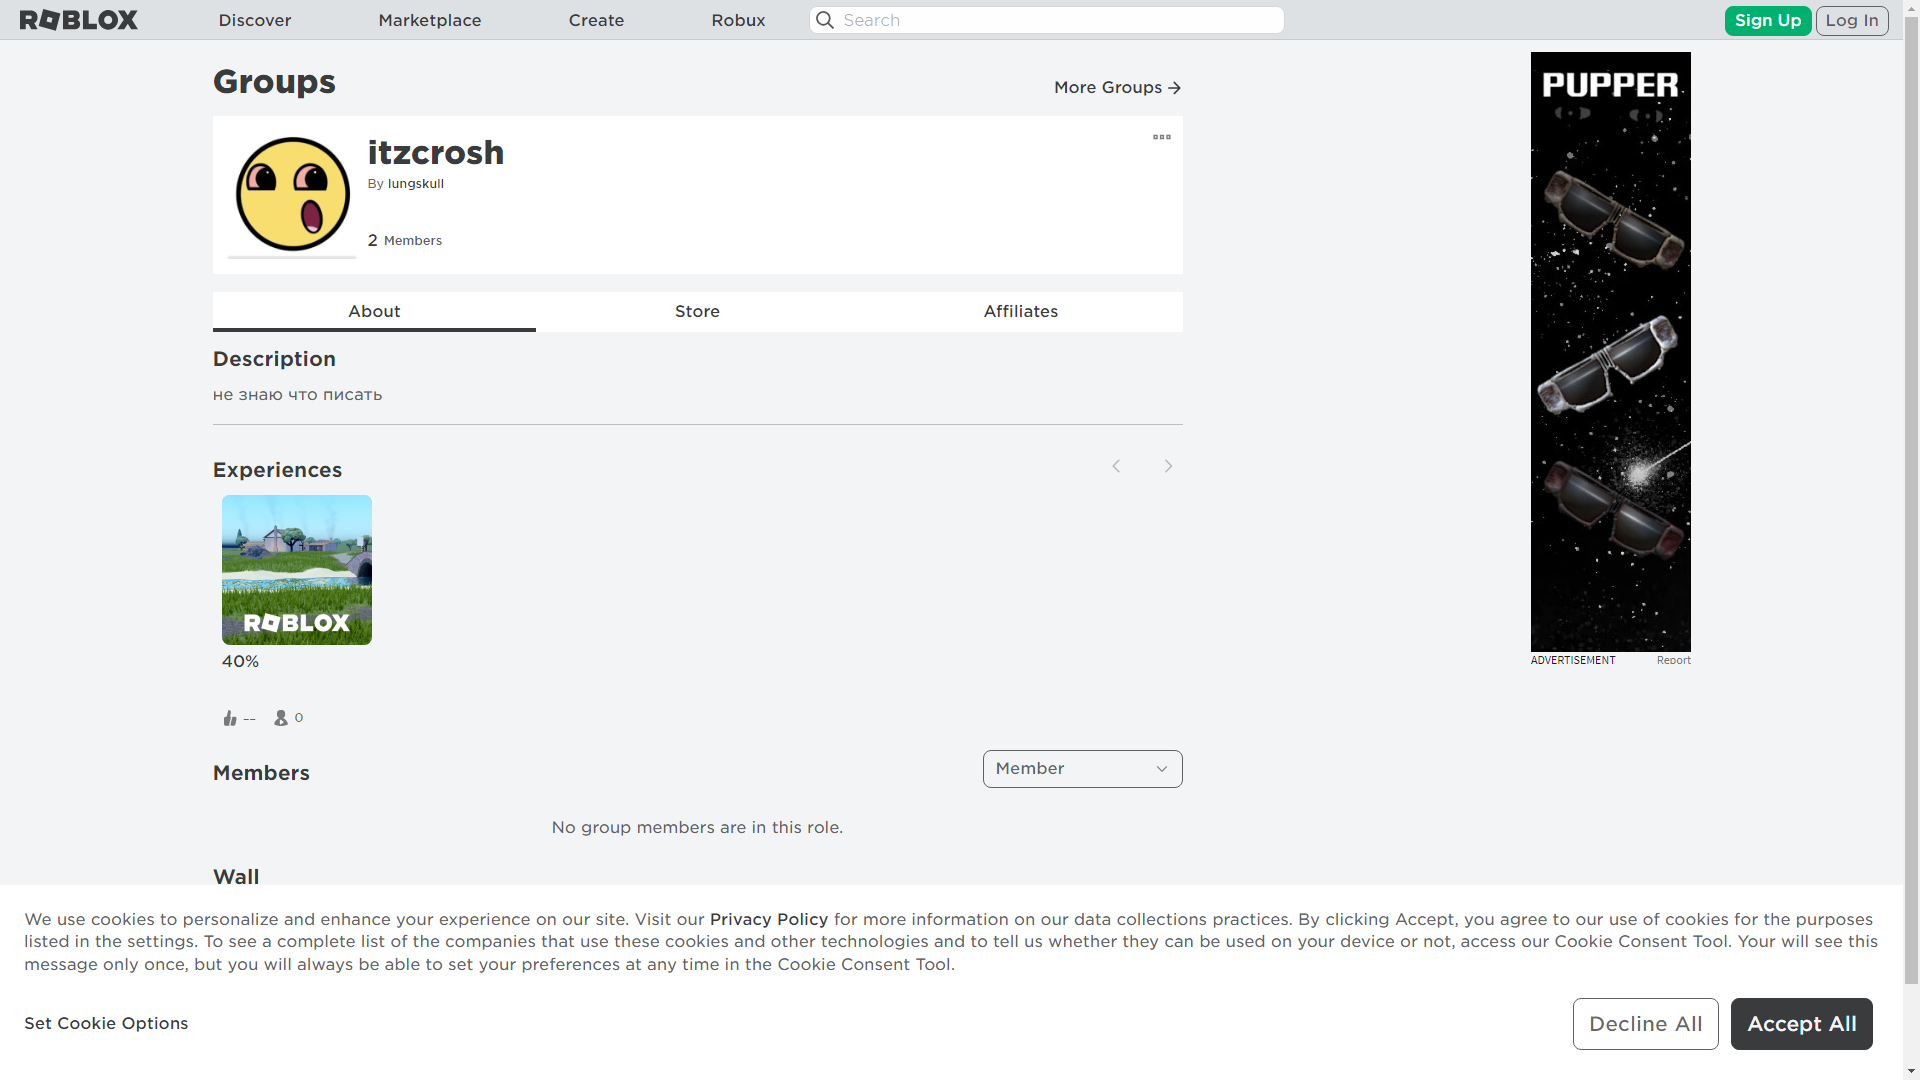 ROBLOX
Discover
Marketplace
Create
Robux
Search
Sign Up
Log In
Groups
More Groups
itzcrosh
By lungskull
2 Members
About
Store
Affiliates
Description
не знаю что писать
Experiences
ROBLOX
40%
--
0
Members
Member
No group members are in this role.
Wall
PUPPER
ADVERTISEMENT
Report
We use cookies to personalize and enhance your experience on our site. Visit our Privacy Policy for more information on our data collections practices. By clicking Accept, you agree to our use of cookies for the purposes
listed in the settings. To see a complete list of the companies that use these cookies and other technologies and to tell us whether they can be used on your device or not, access our Cookie Consent Tool. Your will see this
message only once, but you will always be able to set your preferences at any time in the Cookie Consent Tool.
Set Cookie Options
Decline All
Accept All